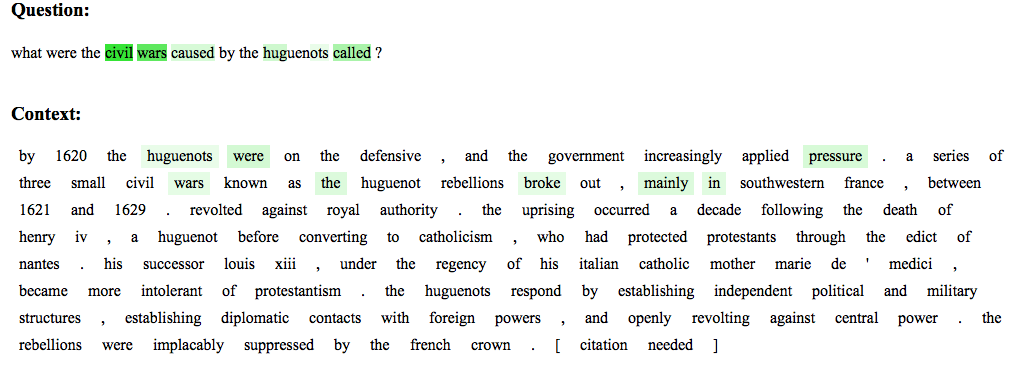 Question:
what were the civil wars caused by the huguenots called ?
Context:
by 1620 the huguenots were on the defensive , and the government increasingly applied pressure . a series of
three small civil wars known as the huguenot rebellions broke out , mainly in southwestern france , between
1621 and 1629 . revolted against royal authority . the uprising occurred a decade following the death of
henry iv , a huguenot before converting to catholicism , who had protected protestants through the edict of
nantes . his successor louis xiii , under the regency of his italian catholic mother marie de ' medici ,
became more intolerant of protestantism . the huguenots respond by establishing independent political and military
structures , establishing diplomatic contacts with foreign powers , and openly revolting against central power . the
rebellions were implacably suppressed by the french crown . [ citation needed ]